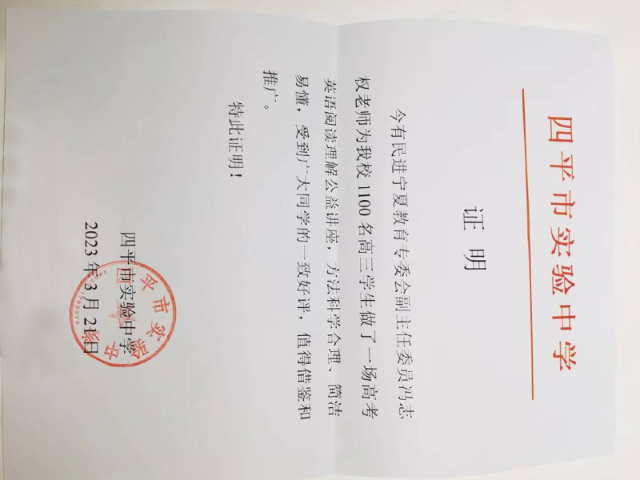 四平市实验中学
证明
今有民进宁夏教育专委会副主任委员冯志
权老师为我校1100名高三学生做了一场高考
英语阅读理解公益讲座，方法科学合理、简洁
易懂，受到广大同学的一致好评，值得借鉴和
推广。
特此证明！
四平市实验中学
2023年3月21日